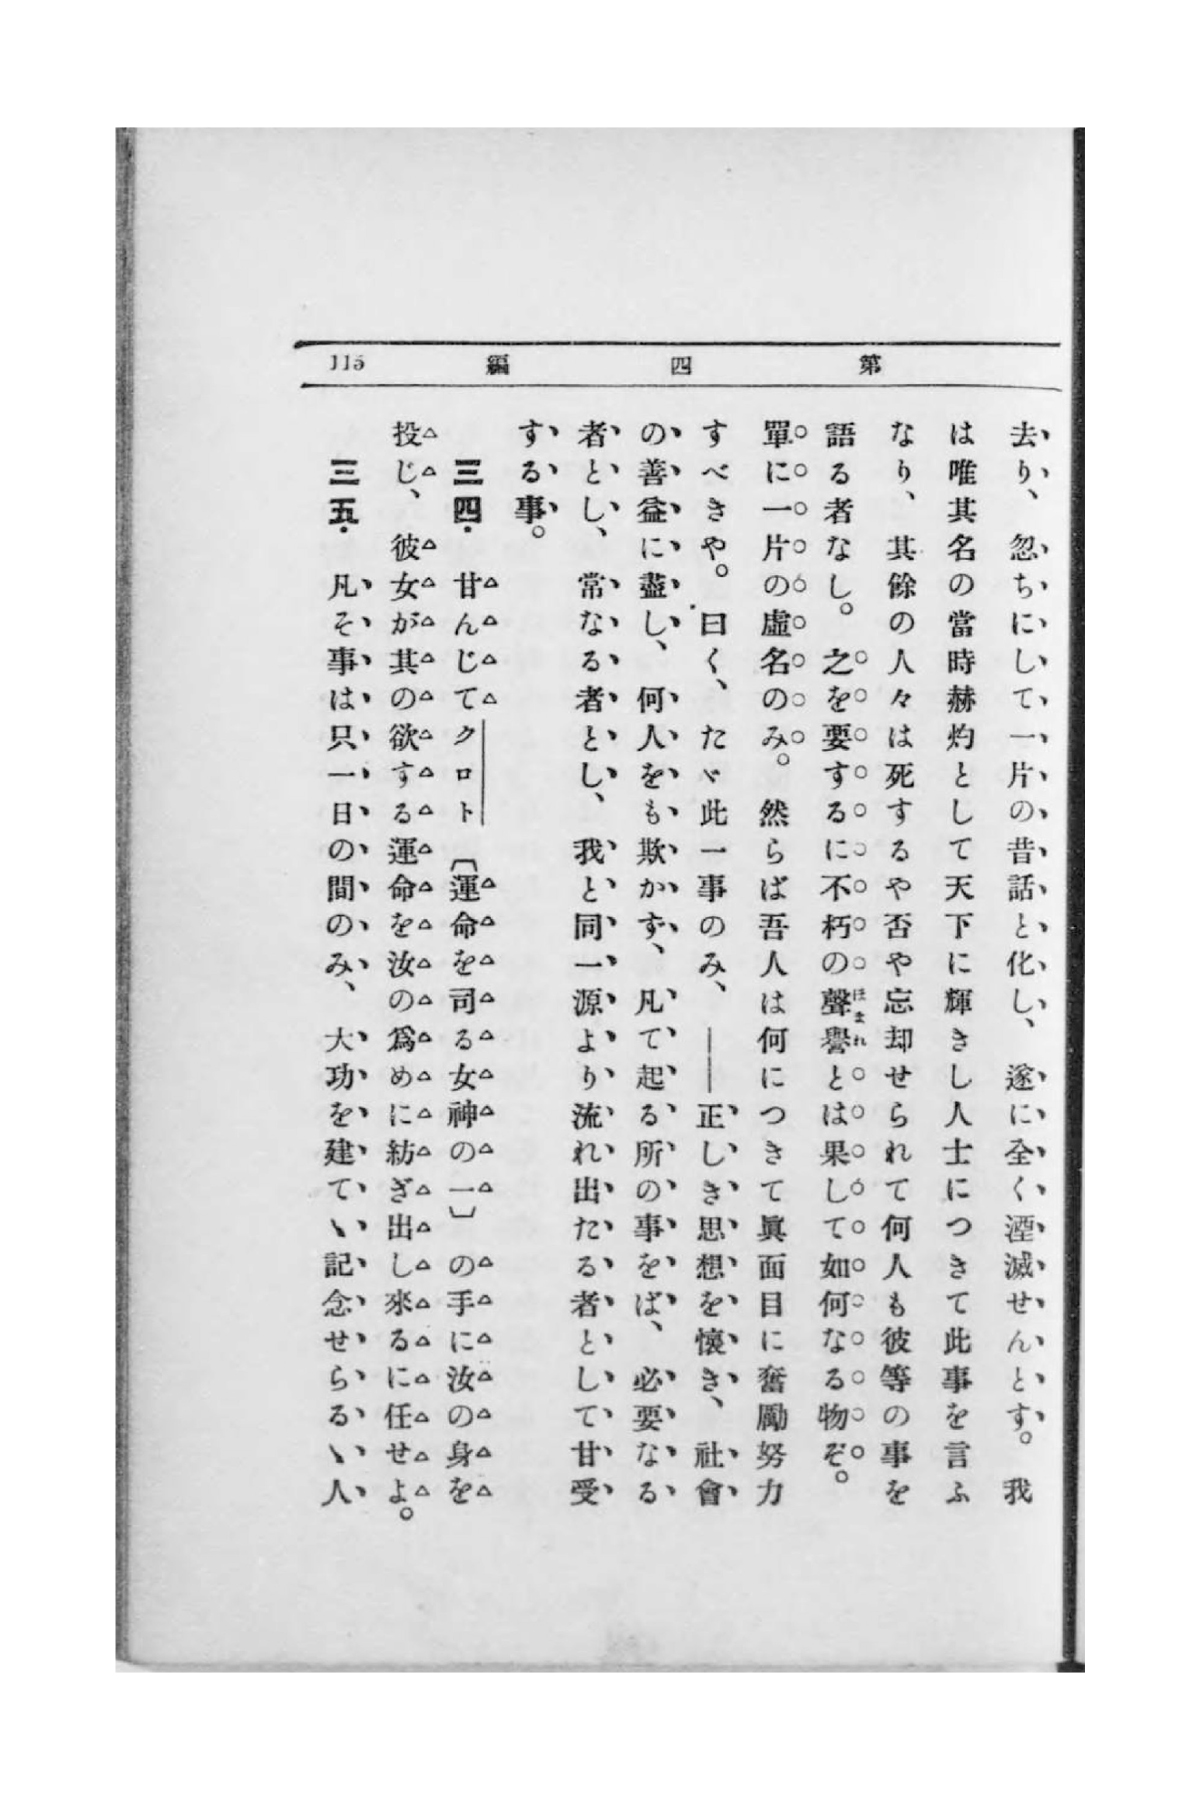 第四編 115
去り、忽ちにして一片の昔話と化し、遂に全く湮滅せんとす。我
は唯其名の當時赫灼として天下に輝きし人士につきて此事を言ふ
なり、其餘の人々は死するや否や忘却せられて何人も彼等の事を
語る者なし。之を要するに不朽の聲譽とは果して如何なる物ぞ。
單に一片の虛名のみ。然らば吾人は何につきて眞面目に奮勵努力
すべきや。曰く、たゞ此一事のみ、――正しき思想を懷き、社會
の善益に盡し、何人をも欺かず、凡て起る所の事をば、必要なる
者とし、常なる者とし、我と同一源より流れ出たる者として甘受
する事。
三四. 甘んじてクロト〔運命を司る女神の一〕の手に汝の身を
投じ、彼女が其の欲する運命を汝の爲めに紡ぎ出し來るに任せよ。
三五. 凡そ事は只一日の間のみ、大功を建てゝ記念せらるゝ人